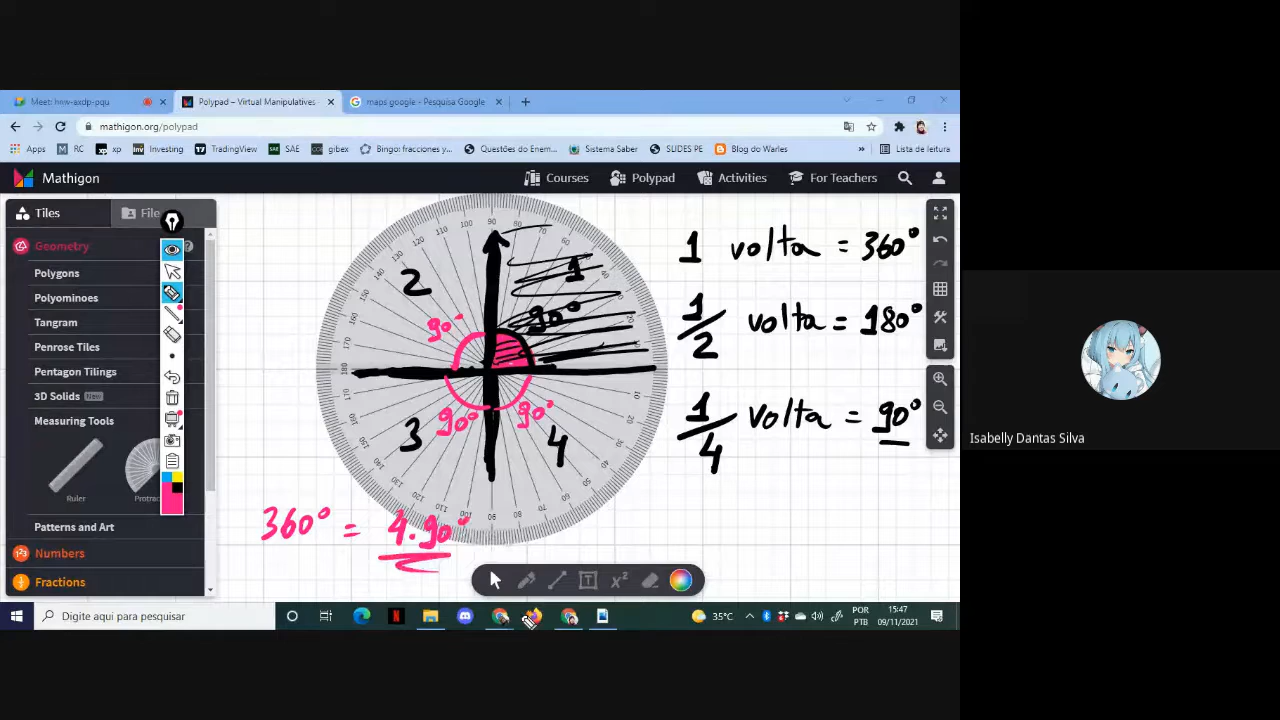 Meet: hnw-axdp-pqu
Polypad – Virtual Manipulatives
maps google - Pesquisa Google
mathigon.org/polypad
Apps RC xp Investing TradingView SAE gibex Bingo: fracciones y... Questões do Enem... Sistema Saber SLIDES PE Blog do Warles » Lista de leitura
Mathigon Courses Polypad Activities For Teachers
Tiles File
Geometry
Polygons
Polyominoes
Tangram
Penrose Tiles
Pentagon Tilings
3D Solids New
Measuring Tools
Ruler Protrac
Patterns and Art
Numbers
Fractions
2 1
90° 90°
90° 90°
3 4
360° = 4.90°
1 volta = 360°
1/2 volta = 180°
1/4 volta = 90°
Isabelly Dantas Silva
Digite aqui para pesquisar
35°C
POR
PTB
15:47
09/11/2021